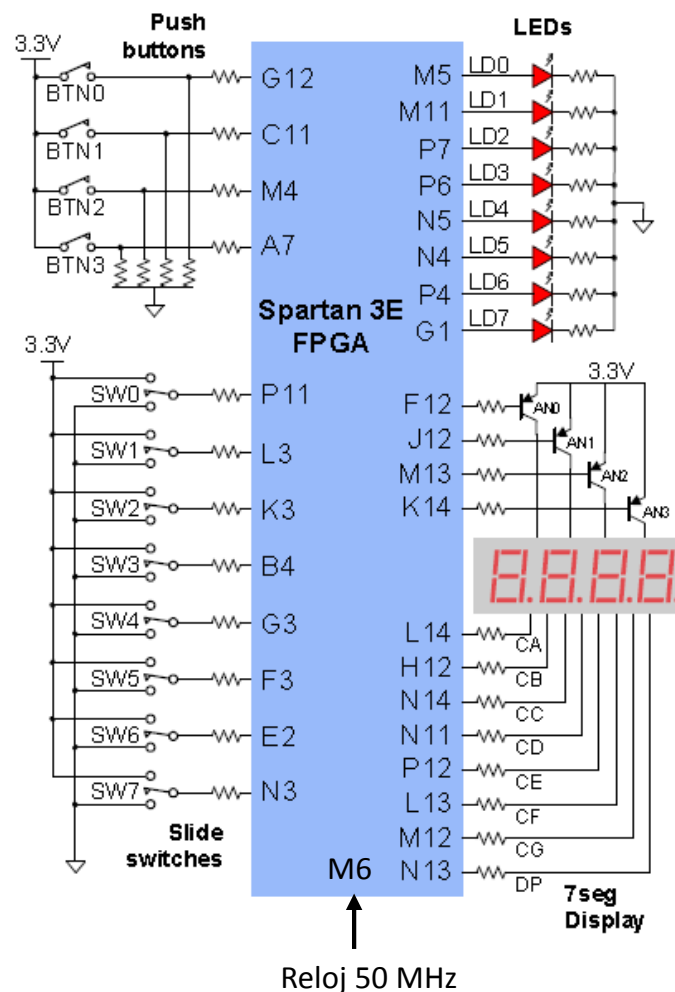 Push
buttons
3.3V
BTN0
BTN1
BTN2
BTN3
G12
C11
M4
A7
LEDs
M5 LD0
M11 LD1
P7 LD2
P6 LD3
N5 LD4
N4 LD5
P4 LD6
G1 LD7
Spartan 3E
FPGA
3.3V
SW0 P11
SW1 L3
SW2 K3
SW3 B4
SW4 G3
SW5 F3
SW6 E2
SW7 N3
Slide
switches
3.3V
F12 AN0
J12 AN1
M13 AN2
K14 AN3
8.8.8.8.
L14 CA
H12 CB
N14 CC
N11 CD
P12 CE
L13 CF
M12 CG
N13 DP
7seg
Display
M6
Reloj 50 MHz